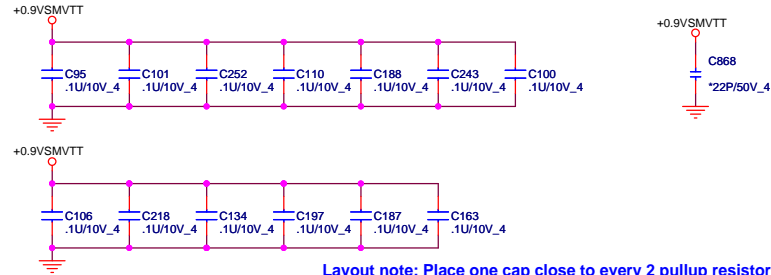 +0.9VSMVTT
C95
.1U/10V_4
C101
.1U/10V_4
C252
.1U/10V_4
C110
.1U/10V_4
C188
.1U/10V_4
C243
.1U/10V_4
C100
.1U/10V_4
+0.9VSMVTT
C868
*22P/50V_4
+0.9VSMVTT
C106
.1U/10V_4
C218
.1U/10V_4
C134
.1U/10V_4
C197
.1U/10V_4
C187
.1U/10V_4
C163
.1U/10V_4
Layout note: Place one cap close to every 2 pullup resistor